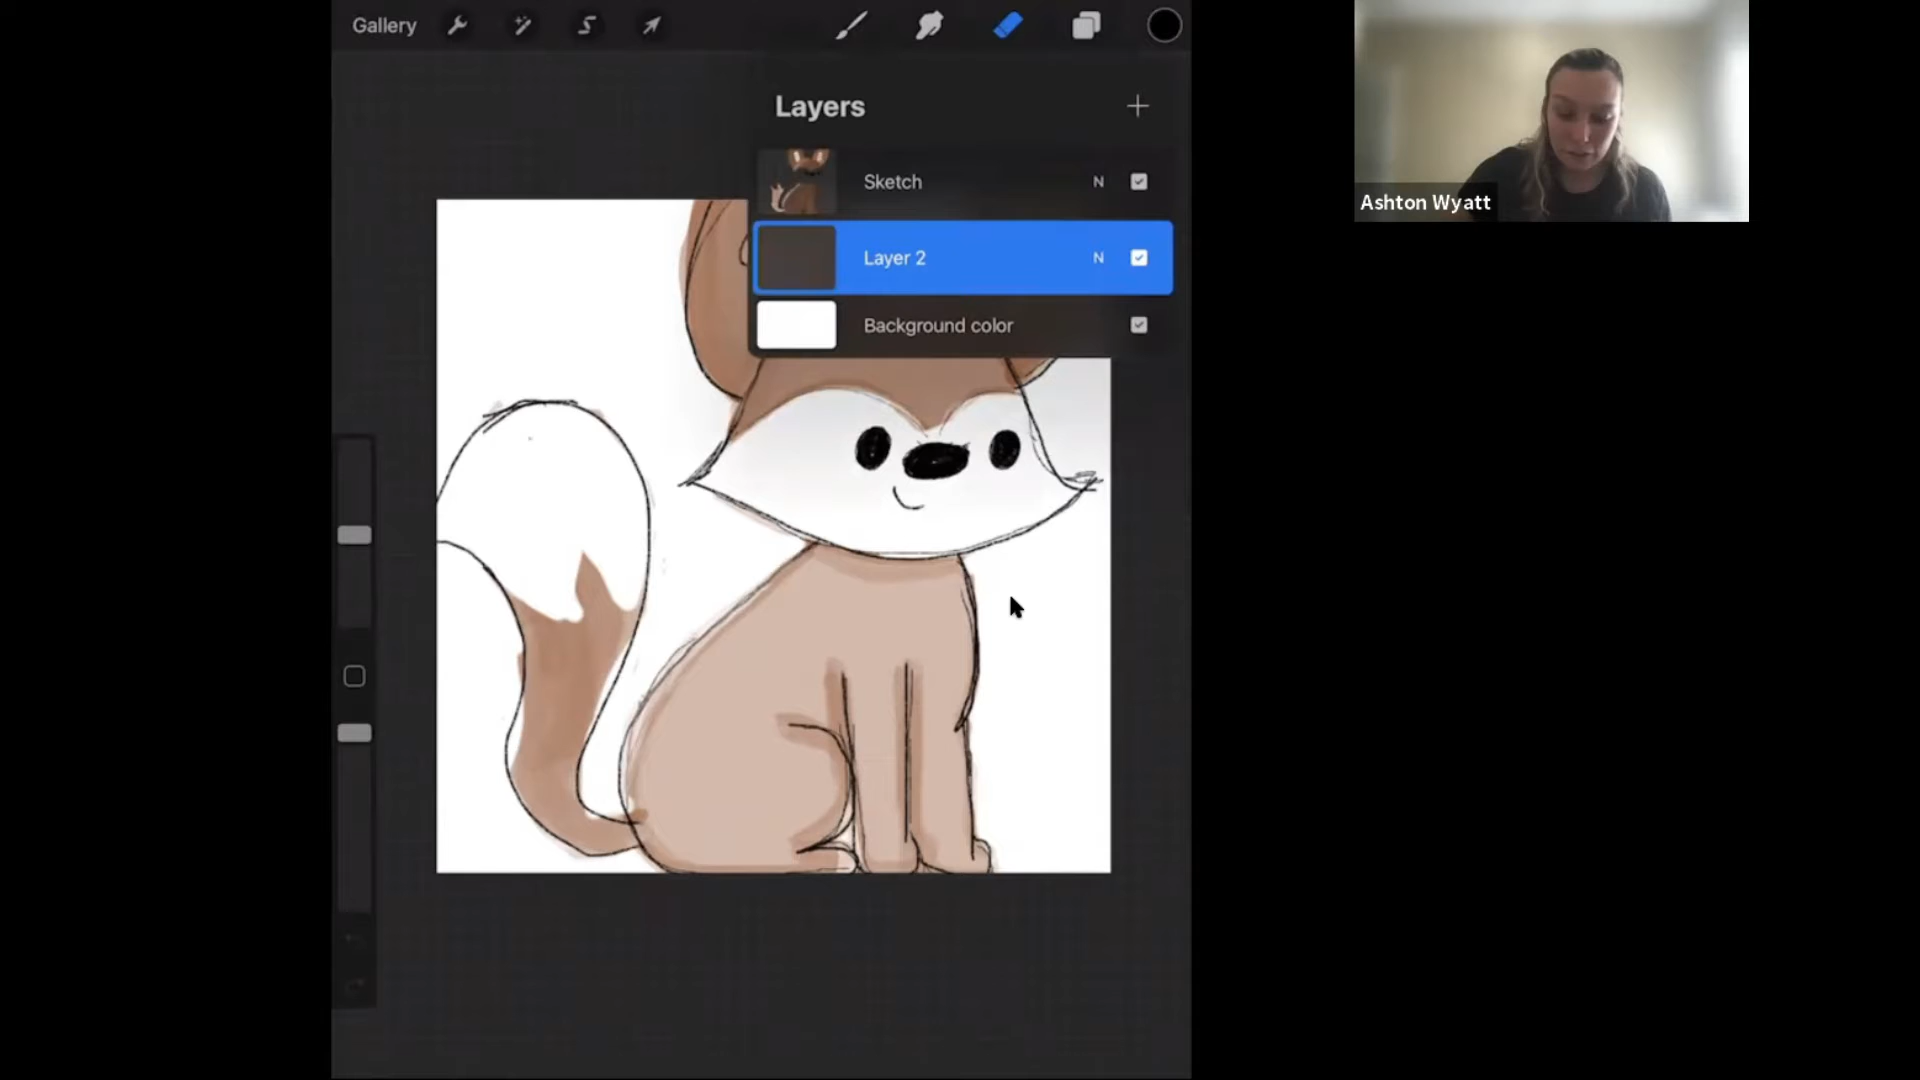 Gallery
Layers
Sketch N
Layer 2 N
Background color
Ashton Wyatt